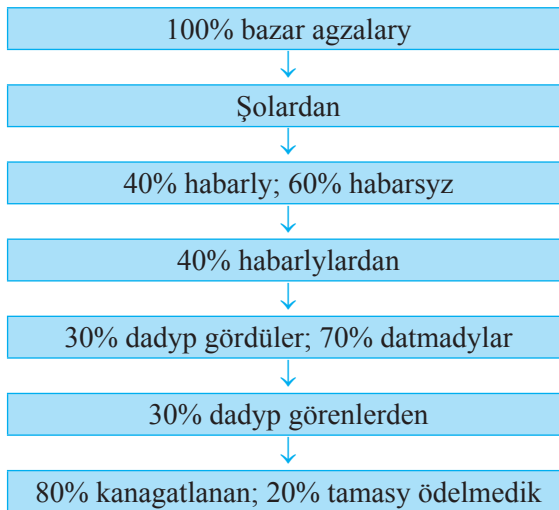 100% bazar agzalary
Şolardan
40% habarly; 60% habarsyz
40% habarlylardan
30% dadyp gördüler; 70% datmadylar
30% dadyp görenlerden
80% kanagatlanan; 20% tamasy ödelmedik